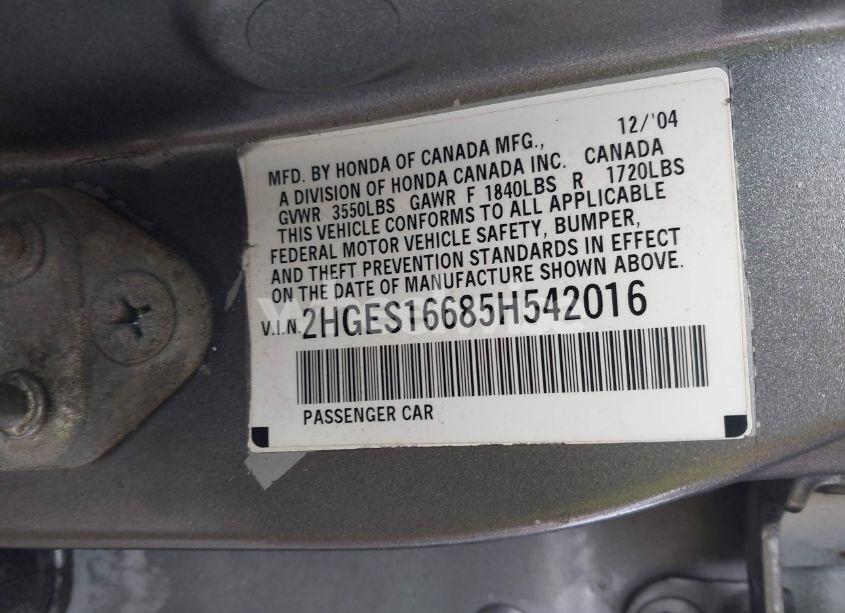 12/'04
MFD. BY HONDA OF CANADA MFG.,
A DIVISION OF HONDA CANADA INC. CANADA
GVWR 3550LBS GAWR F 1840LBS R 1720LBS
THIS VEHICLE CONFORMS TO ALL APPLICABLE
FEDERAL MOTOR VEHICLE SAFETY, BUMPER,
AND THEFT PREVENTION STANDARDS IN EFFECT
ON THE DATE OF MANUFACTURE SHOWN ABOVE.
V.I.N. 2HGES16685H542016
PASSENGER CAR